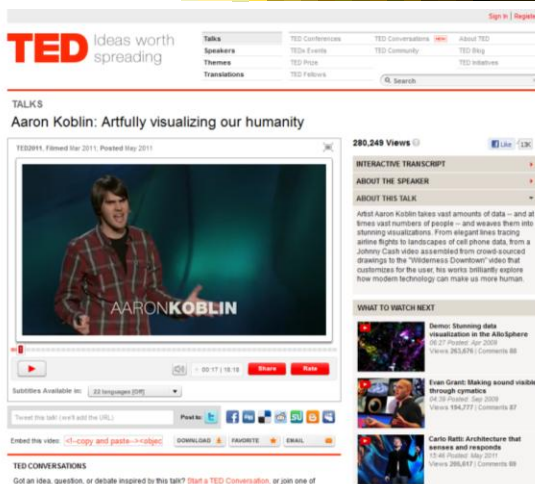 Sign in | Register
TED Ideas worth spreading
Talks
Speakers
Themes
Translations
TED Conferences
TEDx Events
TED Prize
TED Fellows
TED Conversations NEW
TED Community
About TED
TED Blog
TED Initiatives
Search
TALKS
Aaron Koblin: Artfully visualizing our humanity
TED2011, Filmed Mar 2011; Posted May 2011
AARONKOBLIN
00:17 | 18:18
Share
Rate
Subtitles Available in:
22 languages [Off]
Tweet this talk! (we'll add the URL)
Post to:
Embed this video:
<!--copy and paste--><objec
DOWNLOAD
FAVORITE
EMAIL
TED CONVERSATIONS
Got an idea, question, or debate inspired by this talk? Start a TED Conversation, or join one of
280,249 Views
Like
13K
INTERACTIVE TRANSCRIPT
ABOUT THE SPEAKER
ABOUT THIS TALK
Artist Aaron Koblin takes vast amounts of data -- and at
times vast numbers of people -- and weaves them into
stunning visualizations. From elegant lines tracing
airline flights to landscapes of cell phone data, from a
Johnny Cash video assembled from crowd-sourced
drawings to the "Wilderness Downtown" video that
customizes for the user, his works brilliantly explore
how modern technology can make us more human.
WHAT TO WATCH NEXT
Demo: Stunning data
visualization in the AlloSphere
06:27 Posted: Apr 2009
Views 263,676 | Comments 88
Evan Grant: Making sound visible
through cymatics
04:39 Posted: Sep 2009
Views 194,777 | Comments 87
Carlo Ratti: Architecture that
senses and responds
15:46 Posted: May 2011
Views 205,617 | Comments 69